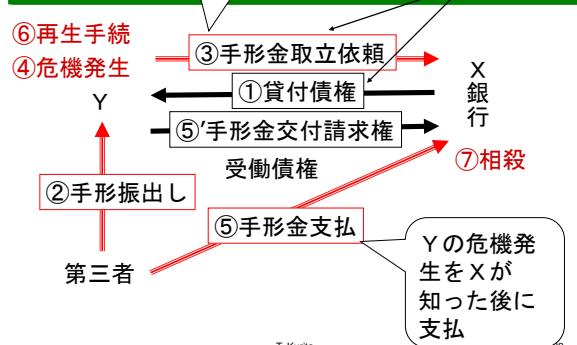 ⑥再生手続
③手形金取立依頼
④危機発生
①貸付債権
X銀行
Y
⑤'手形金交付請求権
受働債権
⑦相殺
②手形振出し
⑤手形金支払
Yの危機発
生をXが
知った後に
支払
第三者